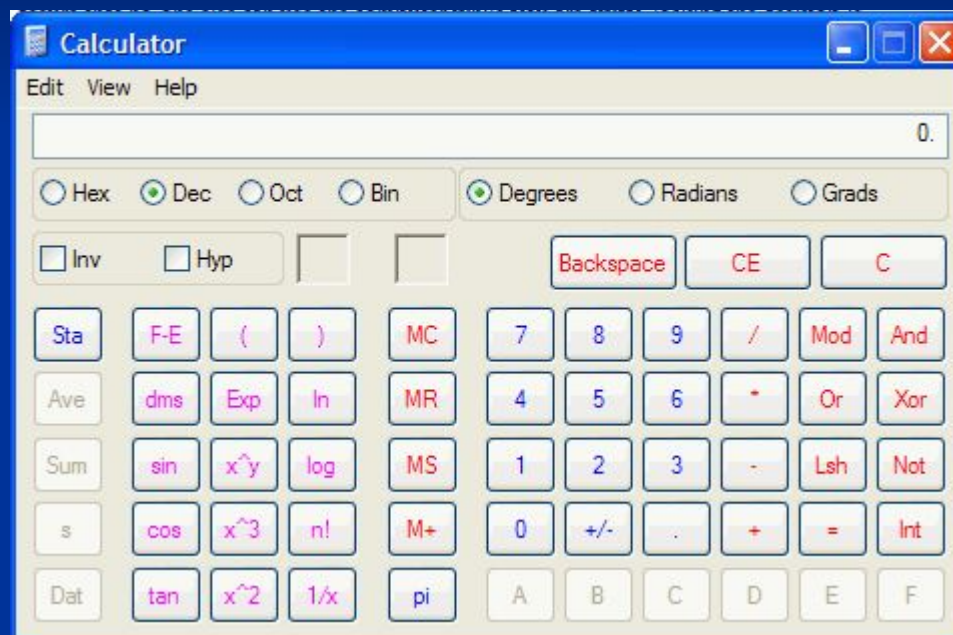 Calculator
Edit View Help
0.
Hex Dec Oct Bin Degrees Radians Grads
Inv Hyp Backspace CE C
Sta F-E ( ) MC 7 8 9 / Mod And
Ave dms Exp ln MR 4 5 6 * Or Xor
Sum sin x^y log MS 1 2 3 - Lsh Not
s cos x^3 n! M+ 0 +/- . + = Int
Dat tan x^2 1/x pi A B C D E F